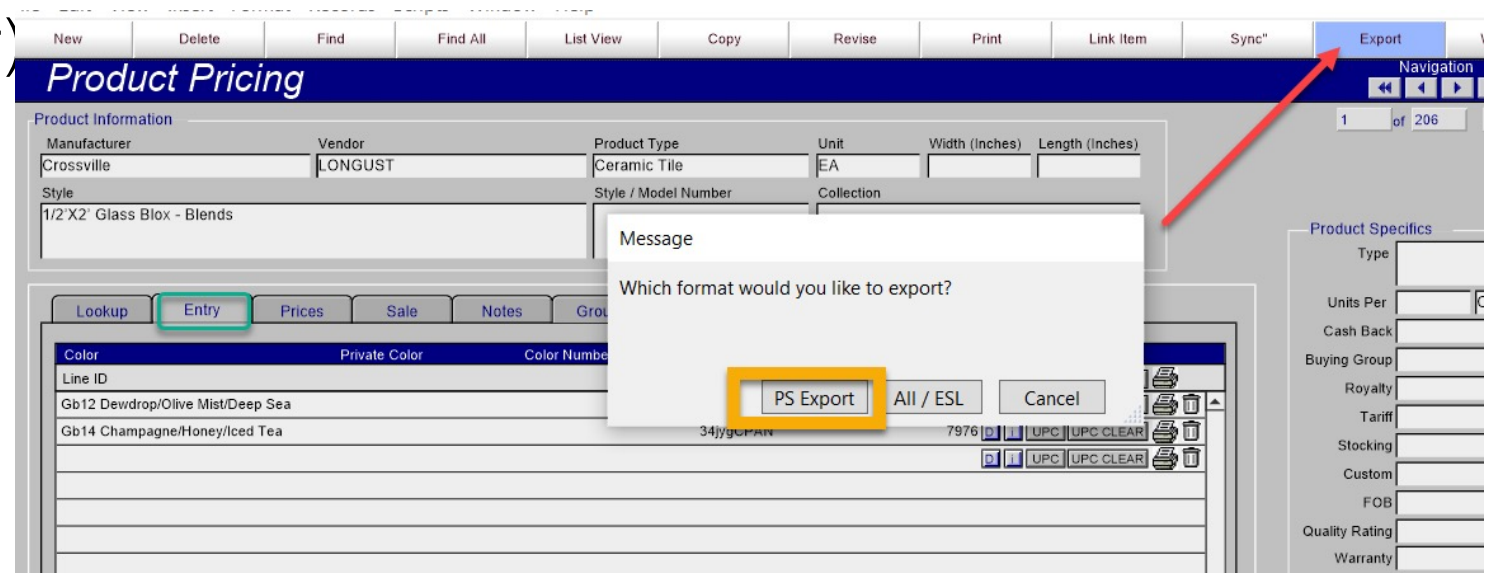 New Delete Find Find All List View Copy Revise Print Link Item Sync" Export
Product Pricing
Navigation
1 of 206
Product Information
Manufacturer Vendor Product Type Unit Width (Inches) Length (Inches)
Crossville LONGUST Ceramic Tile EA
Style Style / Model Number Collection
1/2'X2' Glass Blox - Blends
Message
Which format would you like to export?
PS Export All / ESL Cancel
Product Specifics
Type
Units Per
Cash Back
Buying Group
Royalty
Tariff
Stocking
Custom
FOB
Quality Rating
Warranty
Lookup Entry Prices Sale Notes
Color Private Color Color Numbe
Line ID
Gb12 Dewdrop/Olive Mist/Deep Sea
Gb14 Champagne/Honey/Iced Tea 34jygCPAN 7976 D i UPC UPC CLEAR
D i UPC UPC CLEAR